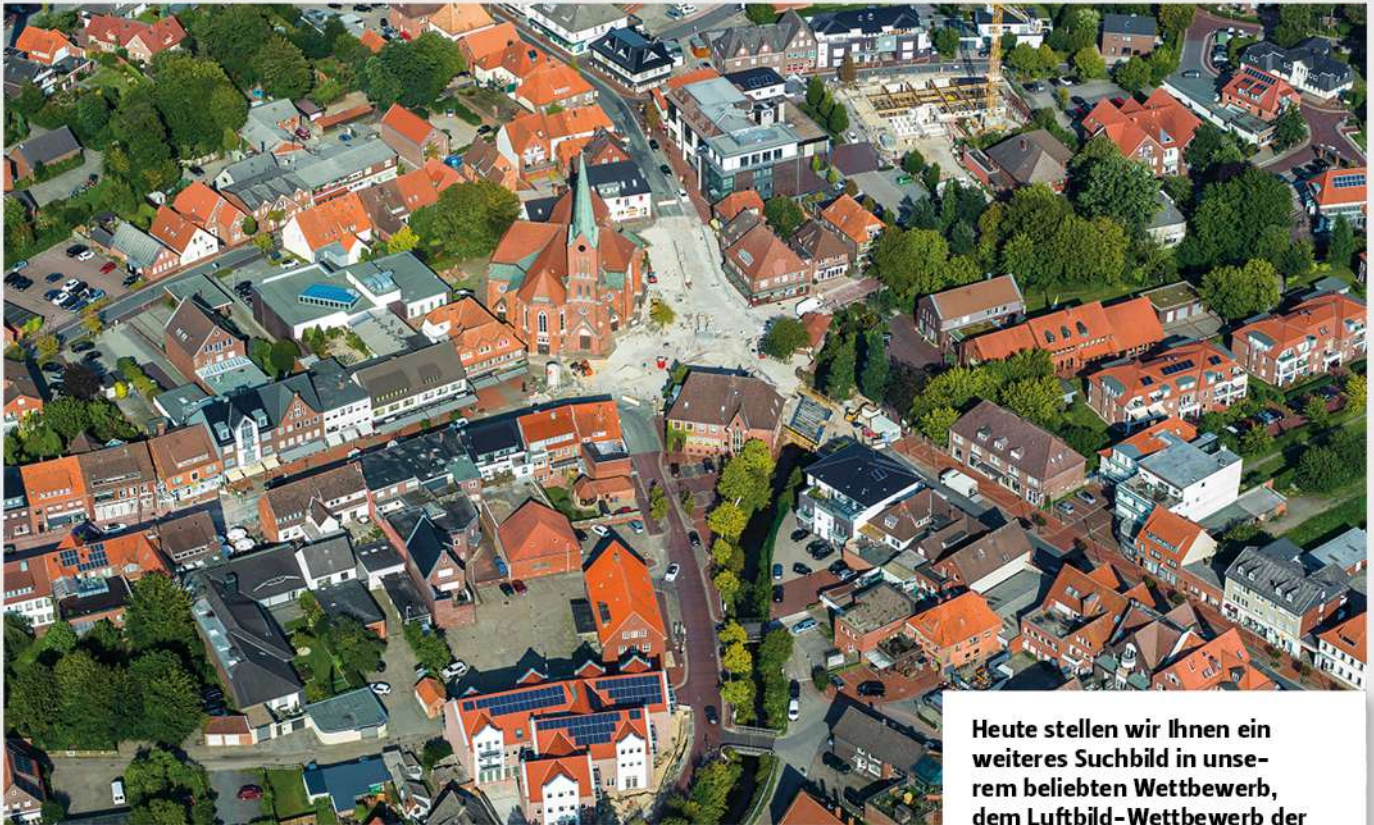 Heute stellen wir Ihnen ein
weiteres Suchbild in unse-
rem beliebten Wettbewerb,
dem Luftbild-Wettbewerb der